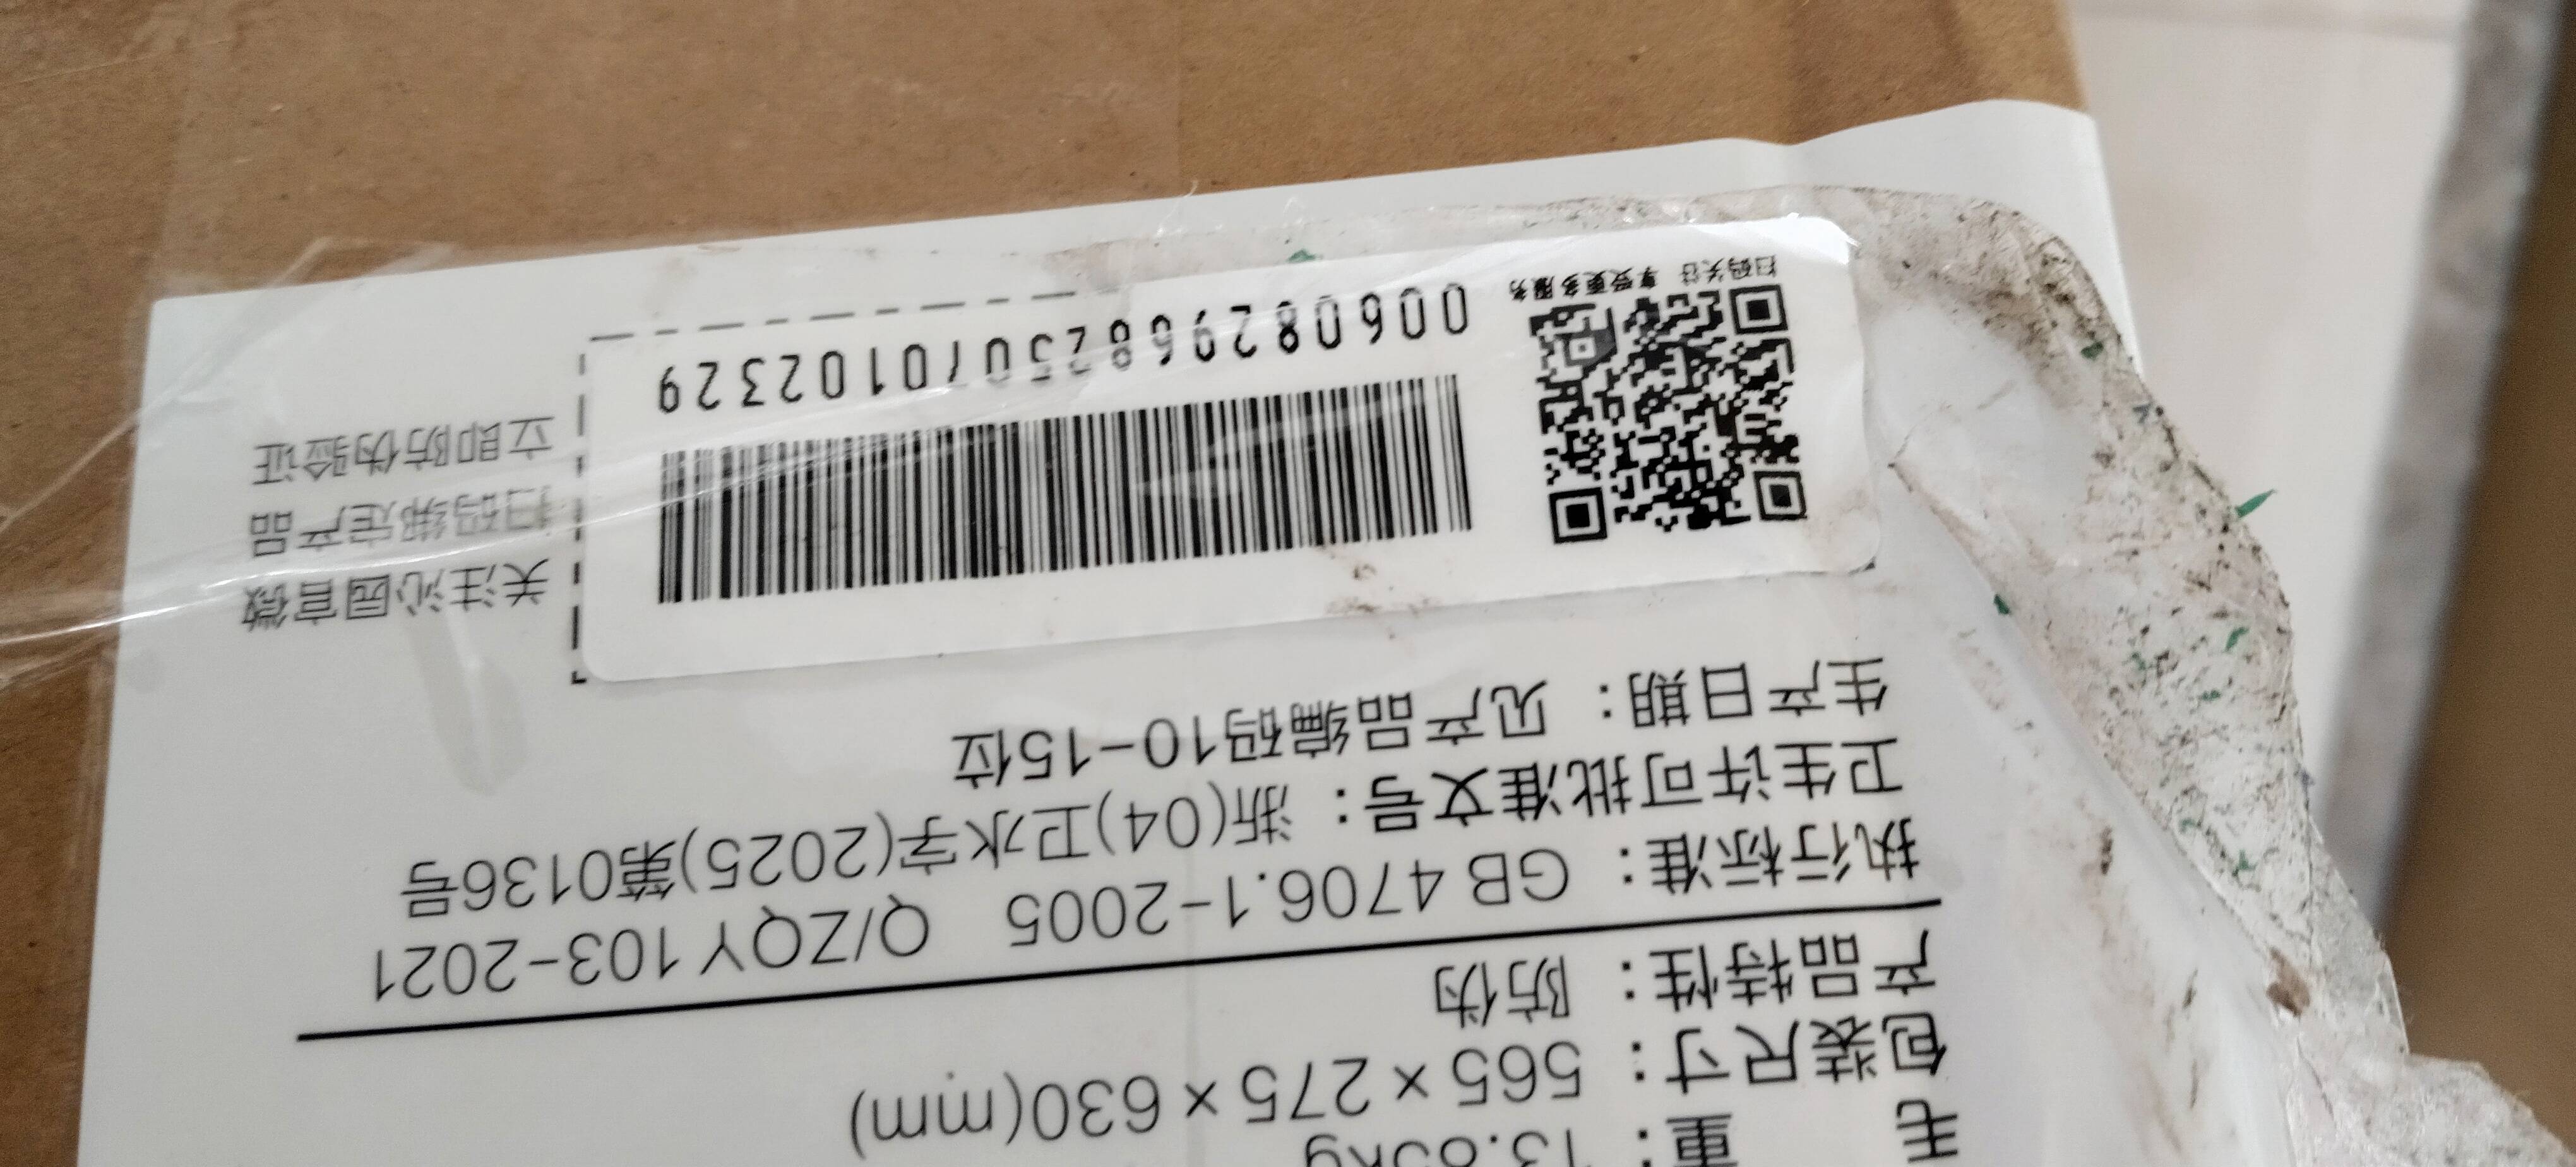 毛 重：
包装尺寸：565×275×630(mm)
产品特性：防伪
执行标准：GB 4706.1-2005 Q/ZQY 103-2021
卫生许可批准文号：浙(04)卫水字(2025)第0136号
生产日期：见产品编码10-15位
00608296825070102329
扫码关注 享受更多服务
关注沁园官微
扫码绑定产品
立即防伪验证